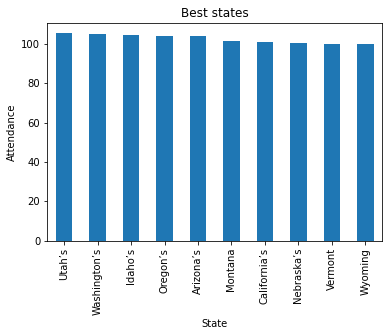 Best states
Attendance
100
80
60
40
20
0
Utah’s
Washington’s
Idaho’s
Oregon’s
Arizona’s
Montana
California’s
Nebraska’s
Vermont
Wyoming
State